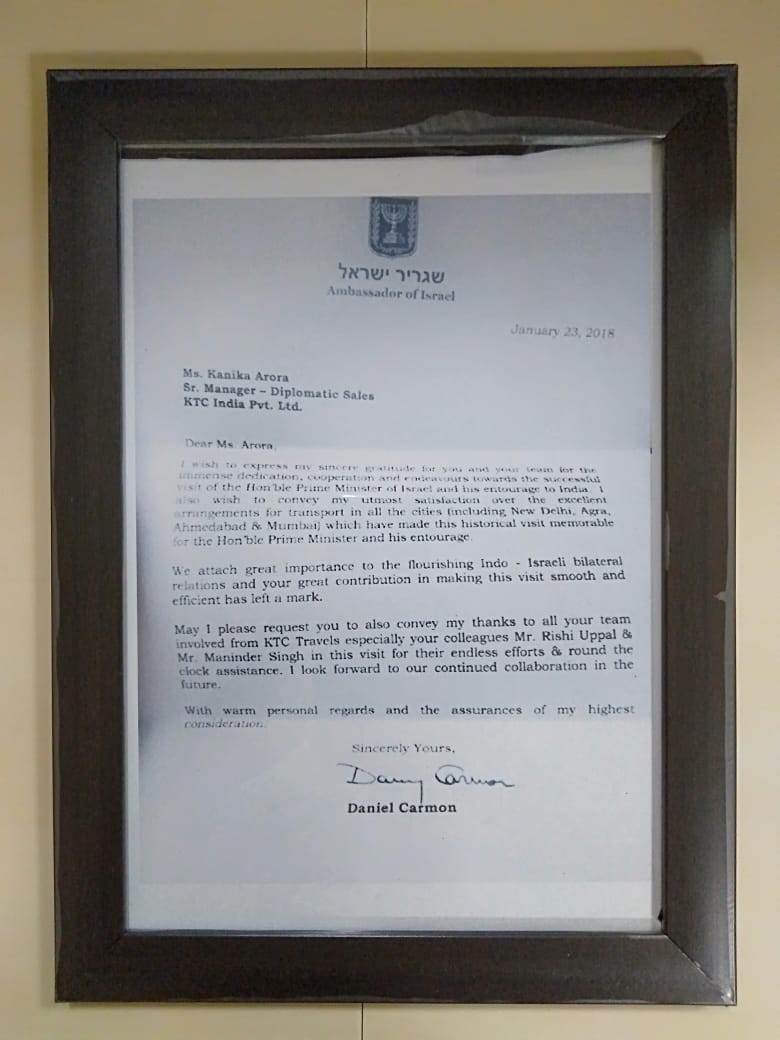 שגריר ישראל
Ambassador of Israel
January 23, 2018
Ms. Kanika Arora
Sr. Manager – Diplomatic Sales
KTC India Pvt. Ltd.
Dear Ms. Arora,
I wish to express my sincere gratitude for you and your team for the
immense dedication, cooperation and endeavours towards the successful
visit of the Hon'ble Prime Minister of Israel and his entourage to India. I
also wish to convey my utmost satisfaction over the excellent
arrangements for transport in all the cities (including New Delhi, Agra,
Ahmedabad & Mumbai) which have made this historical visit memorable
for the Hon'ble Prime Minister and his entourage.
We attach great importance to the flourishing Indo - Israeli bilateral
relations and your great contribution in making this visit smooth and
efficient has left a mark.
May I please request you to also convey my thanks to all your team
involved from KTC Travels especially your colleagues Mr. Rishi Uppal &
Mr. Maninder Singh in this visit for their endless efforts & round the
clock assistance. I look forward to our continued collaboration in the
future.
With warm personal regards and the assurances of my highest
consideration.
Sincerely Yours,
Danny Carmon
Daniel Carmon